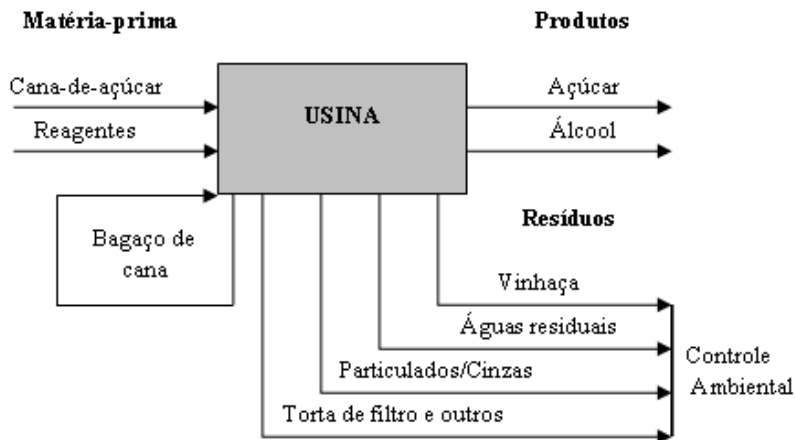 Matéria-prima
Produtos
Cana-de-açúcar
Açúcar
USINA
Reagentes
Álcool
Resíduos
Bagaço de
cana
Vinhaça
Águas residuais
Particulados/Cinzas
Controle
Ambiental
Torta de filtro e outros